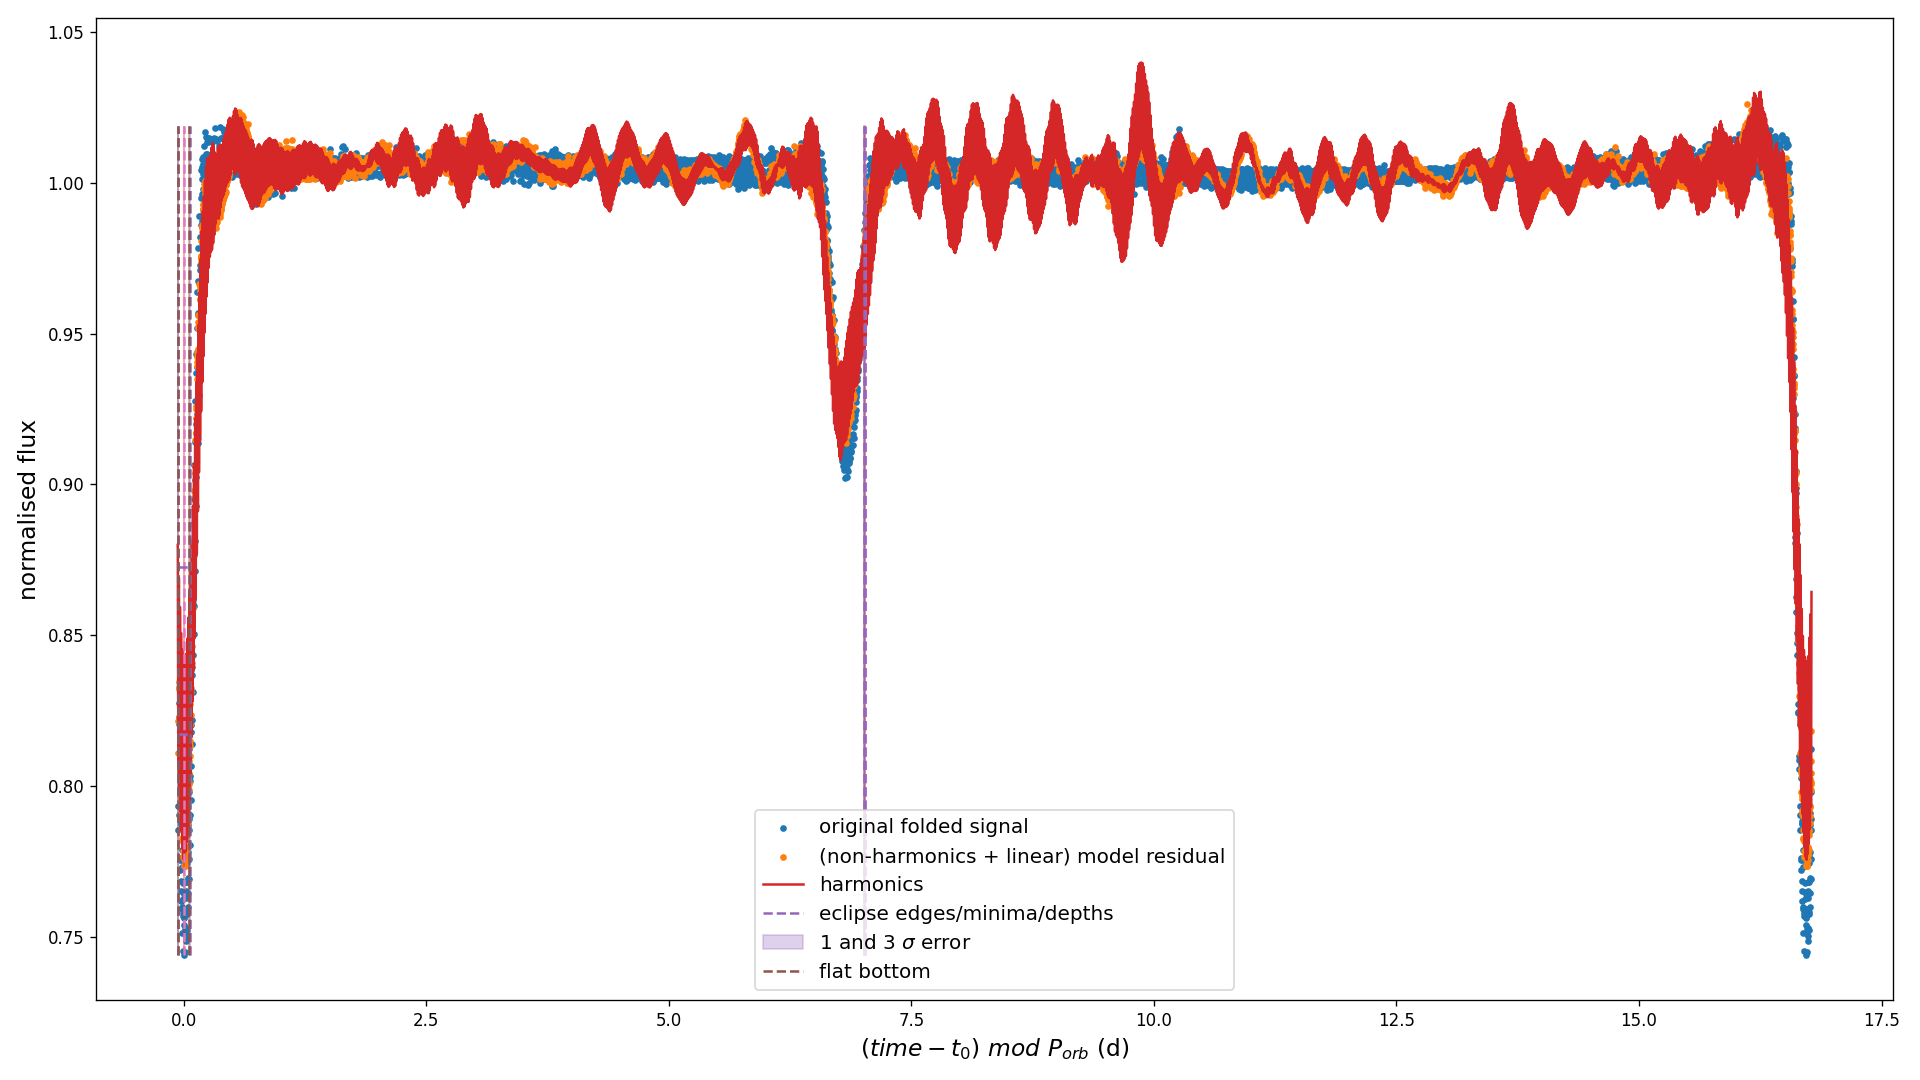 1.05
1.00
0.95
0.90
0.85
0.80
0.75
normalised flux
original folded signal
(non-harmonics + linear) model residual
harmonics
eclipse edges/minima/depths
1 and 3 σ error
flat bottom
0.0 2.5 5.0 7.5 10.0 12.5 15.0 17.5
(time − t₀) mod Pₒᵣb (d)